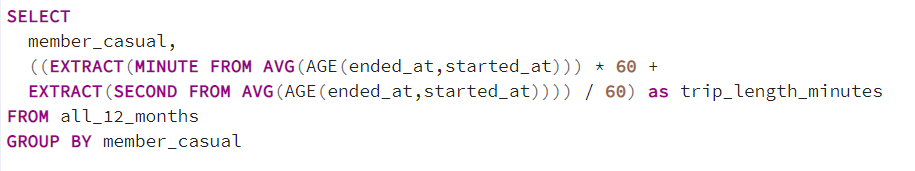 SELECT
member_casual,
((EXTRACT(MINUTE FROM AVG(AGE(ended_at,started_at))) * 60 +
EXTRACT(SECOND FROM AVG(AGE(ended_at,started_at)))) / 60) as trip_length_minutes
FROM all_12_months
GROUP BY member_casual